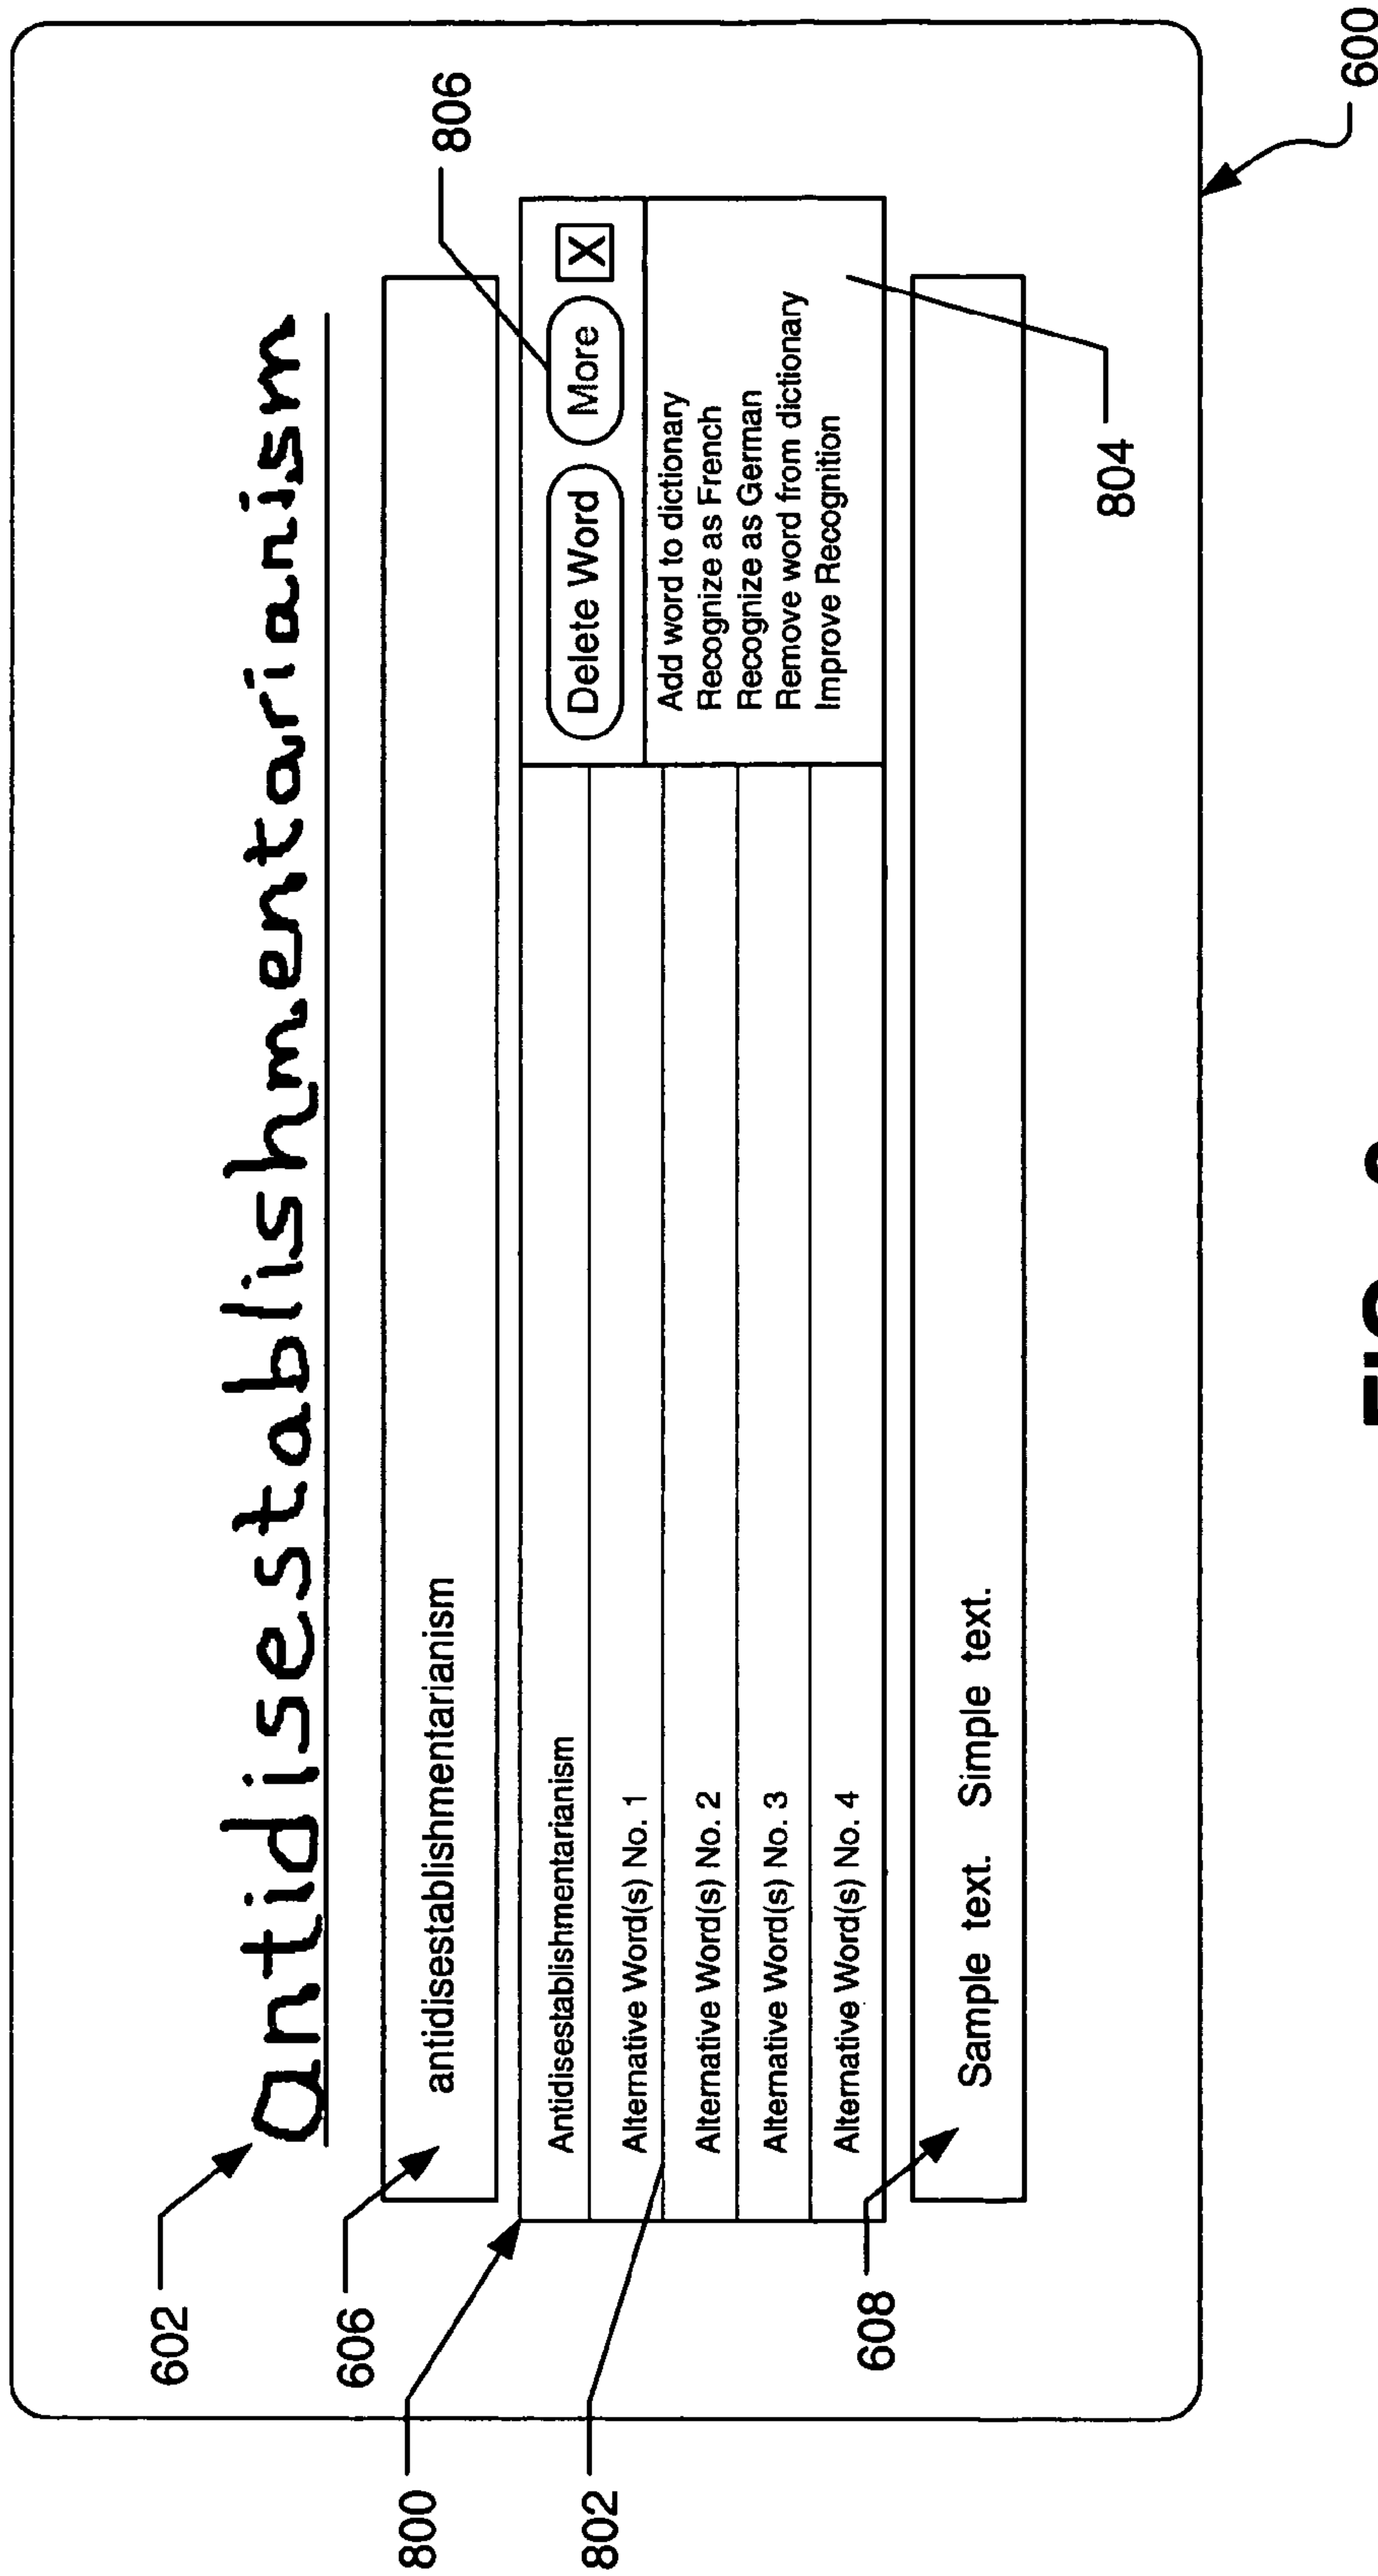 602
antidisestablishmentarianism
606
antidisestablishmentarianism
806
800
Antidisestablishmentarianism
Delete Word More X
802
Alternative Word(s) No. 1
Alternative Word(s) No. 2
Alternative Word(s) No. 3
Alternative Word(s) No. 4
Add word to dictionary
Recognize as French
Recognize as German
Remove word from dictionary
Improve Recognition
608
Sample text. Simple text.
804
600
FIG.